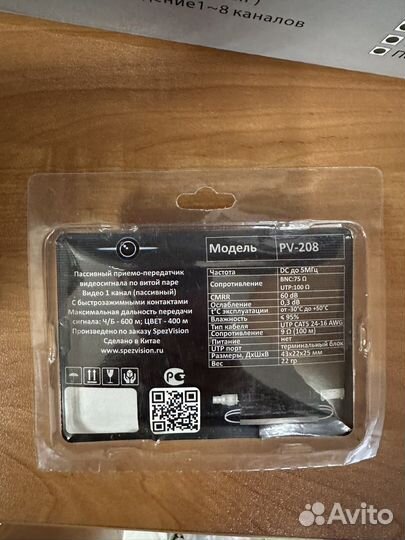 1~8 каналов
Модель PV-208
Пассивный приемо-передатчик
видеосигнала по витой паре
Видео 1 канал (пассивный)
С быстрозажимными контактами
Максимальная дальность передачи
сигнала: Ч/Б - 600 м; ЦВЕТ - 400 м
Произведено по заказу SpezVision
Сделано в Китае
www.spezvision.ru
Частота DC до 5МГц
Сопротивление BNC:75 Ω
UTP:100 Ω
CMRR 60 dB
Ослабление 0,3 dB
t°C эксплуатации от -30°C до +50°C
Влажность ≤ 95%
Тип кабеля UTP CAT5 24-16 AWG
Сопротивление 9 Ω (100 м)
Питание нет
UTP порт терминальный блок
Размеры, ДхШхВ 43x22x25 мм
Вес 22 гр
Avito